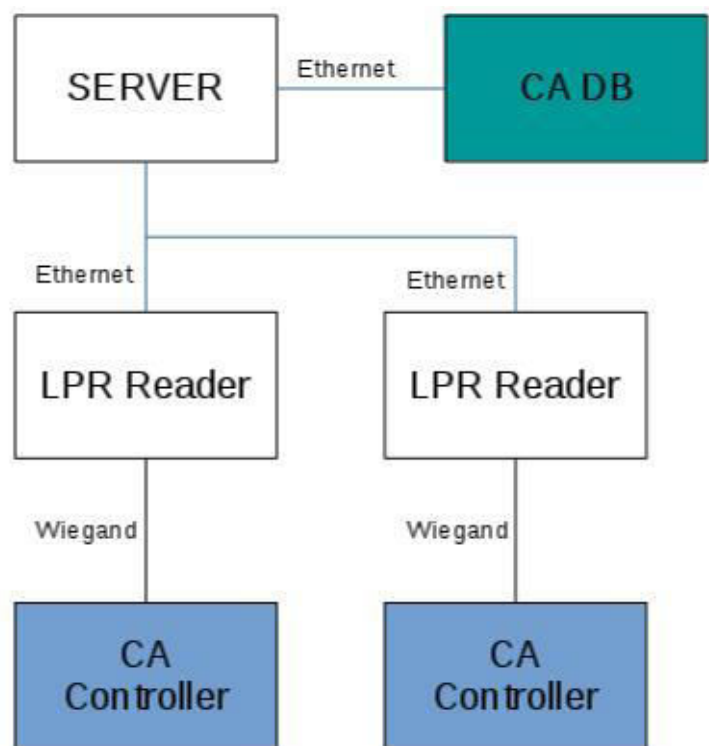 SERVER
Ethernet
CA DB
Ethernet
Ethernet
LPR Reader
LPR Reader
Wiegand
Wiegand
CA
Controller
CA
Controller